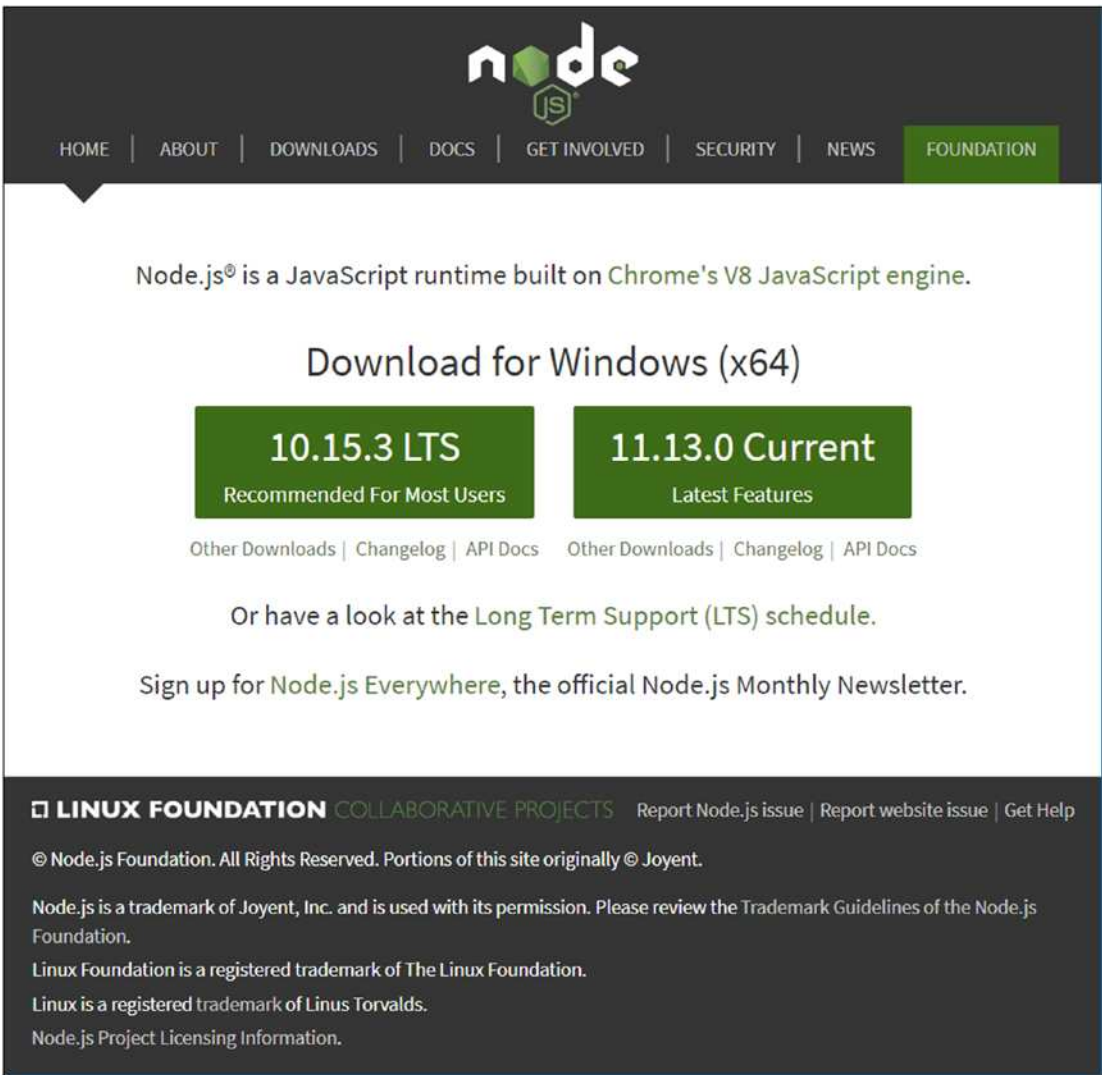 node
JS
HOME | ABOUT | DOWNLOADS | DOCS | GET INVOLVED | SECURITY | NEWS FOUNDATION
Node.js® is a JavaScript runtime built on Chrome's V8 JavaScript engine.
Download for Windows (x64)
10.15.3 LTS 11.13.0 Current
Recommended For Most Users Latest Features
Other Downloads | Changelog | API Docs Other Downloads | Changelog | API Docs
Or have a look at the Long Term Support (LTS) schedule.
Sign up for Node.js Everywhere, the official Node.js Monthly Newsletter.
LINUX FOUNDATION COLLABORATIVE PROJECTS Report Node.js issue | Report website issue | Get Help
© Node.js Foundation. All Rights Reserved. Portions of this site originally © Joyent.
Node.js is a trademark of Joyent, Inc. and is used with its permission. Please review the Trademark Guidelines of the Node.js
Foundation.
Linux Foundation is a registered trademark of The Linux Foundation.
Linux is a registered trademark of Linus Torvalds.
Node.js Project Licensing Information.